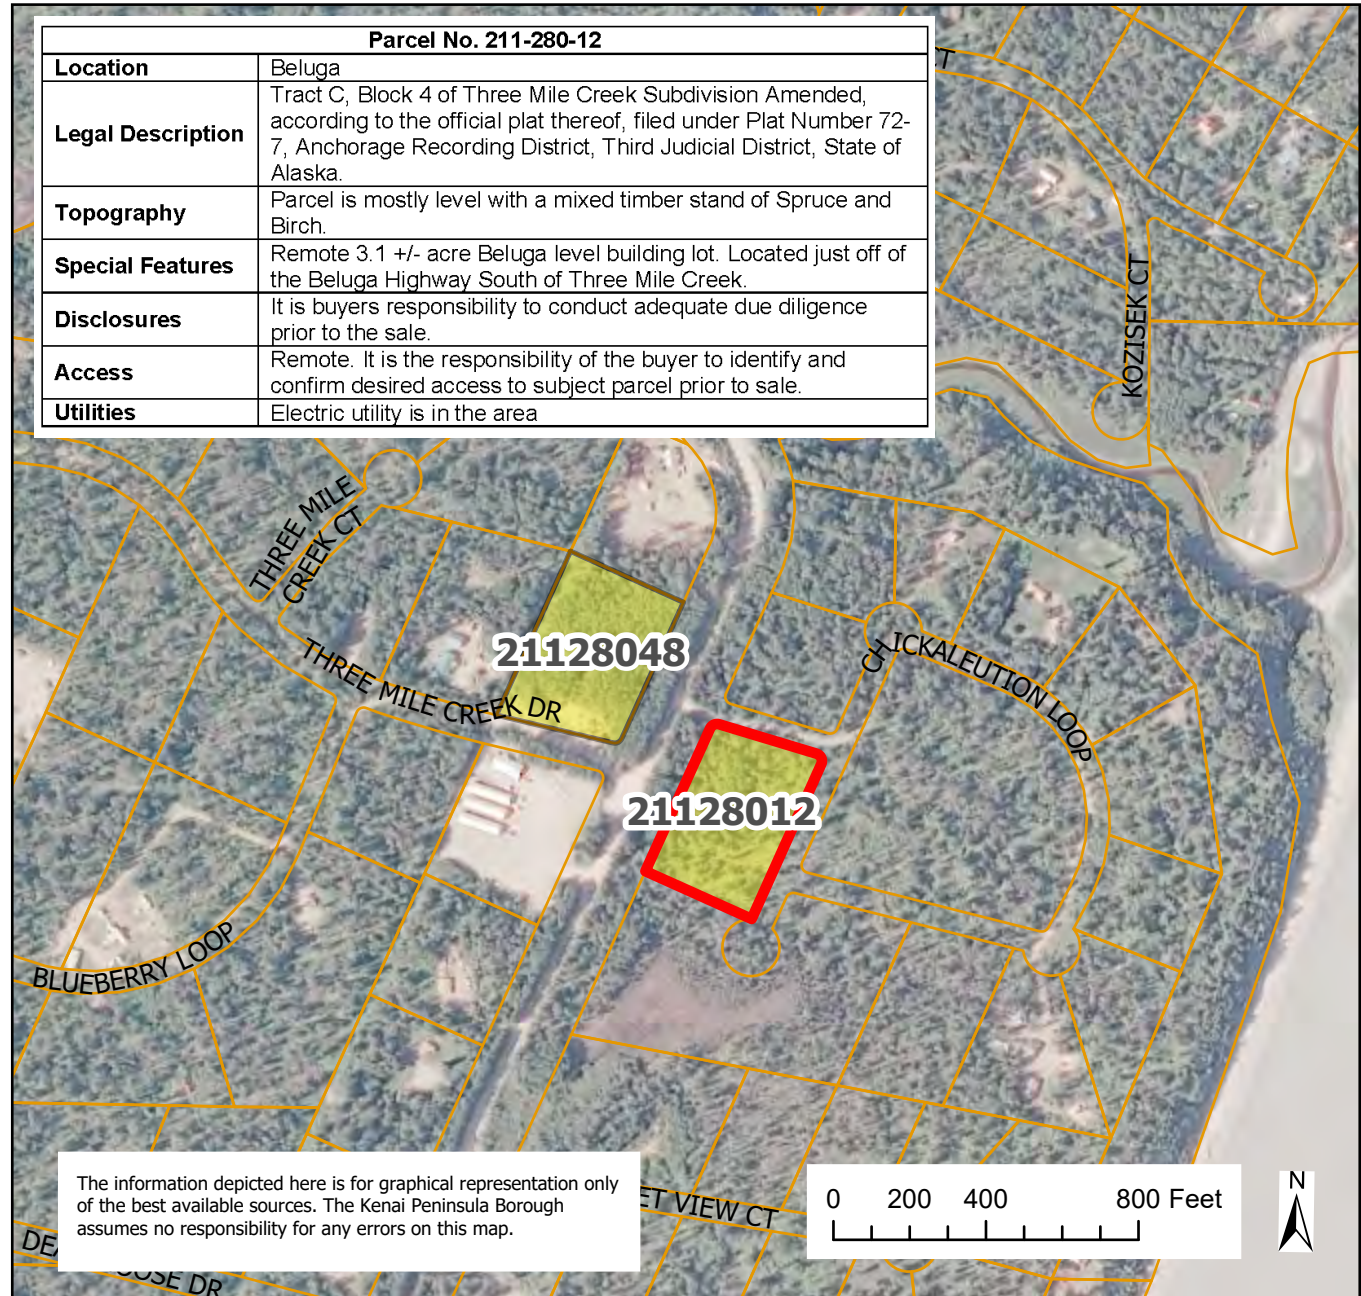 Parcel No. 211-280-12
Location Beluga
Legal Description Tract C, Block 4 of Three Mile Creek Subdivision Amended,
according to the official plat thereof, filed under Plat Number 72-
7, Anchorage Recording District, Third Judicial District, State of
Alaska.
Topography Parcel is mostly level with a mixed timber stand of Spruce and
Birch.
Special Features Remote 3.1 +/- acre Beluga level building lot. Located just off of
the Beluga Highway South of Three Mile Creek.
Disclosures It is buyers responsibility to conduct adequate due diligence
prior to the sale.
Access Remote. It is the responsibility of the buyer to identify and
confirm desired access to subject parcel prior to sale.
Utilities Electric utility is in the area
CT
KOZISEK CT
THREE MILE
CREEK CT
21128048
THREE MILE CREEK DR
CHICKALEUTION LOOP
21128012
BLUEBERRY LOOP
The information depicted here is for graphical representation only
of the best available sources. The Kenai Peninsula Borough
assumes no responsibility for any errors on this map.
ET VIEW CT
0 200 400 800 Feet
N
DE
OOSE DR